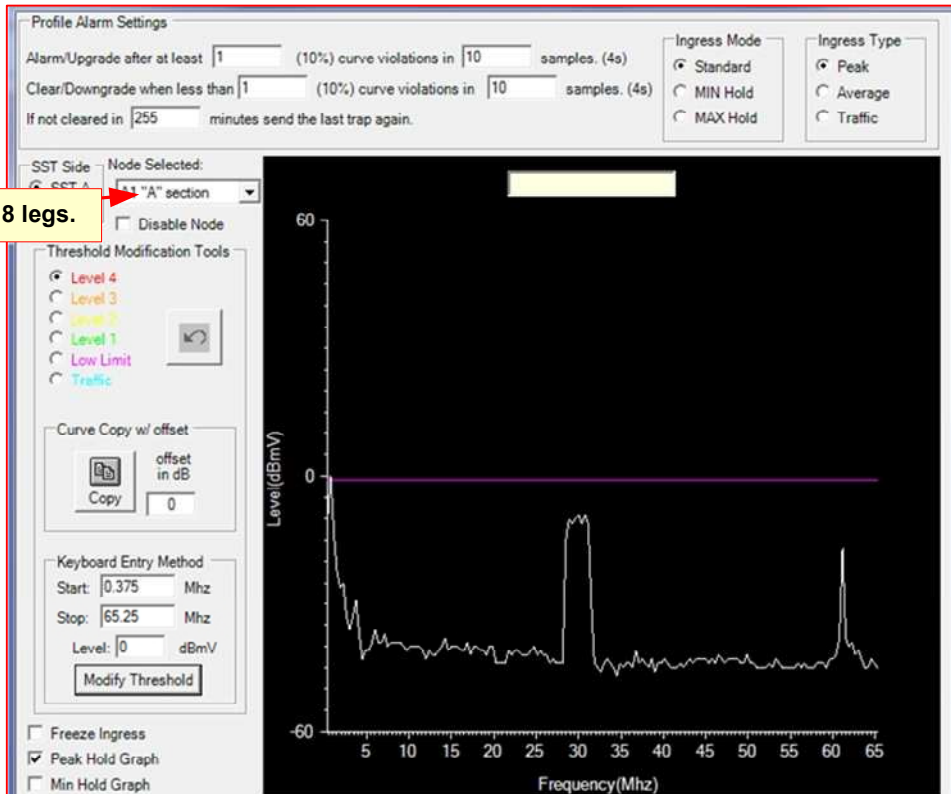 Profile Alarm Settings
Alarm/Upgrade after at least 1 (10%) curve violations in 10 samples. (4s)
Clear/Downgrade when less than 1 (10%) curve violations in 10 samples. (4s)
If not cleared in 255 minutes send the last trap again.
Ingress Mode
Standard
MIN Hold
MAX Hold
Ingress Type
Peak
Average
Traffic
SST Side
SST A
Node Selected:
A1 "A" section
8 legs.
Disable Node
Threshold Modification Tools
Level 4
Level 3
Level 2
Level 1
Low Limit
Traffic
Curve Copy w/ offset
Copy
offset
in dB
0
Keyboard Entry Method
Start: 0.375 Mhz
Stop: 65.25 Mhz
Level: 0 dBmV
Modify Threshold
Freeze Ingress
Peak Hold Graph
Min Hold Graph
Level(dBmV)
60
0
-60
5 10 15 20 25 30 35 40 45 50 55 60 65
Frequency(Mhz)